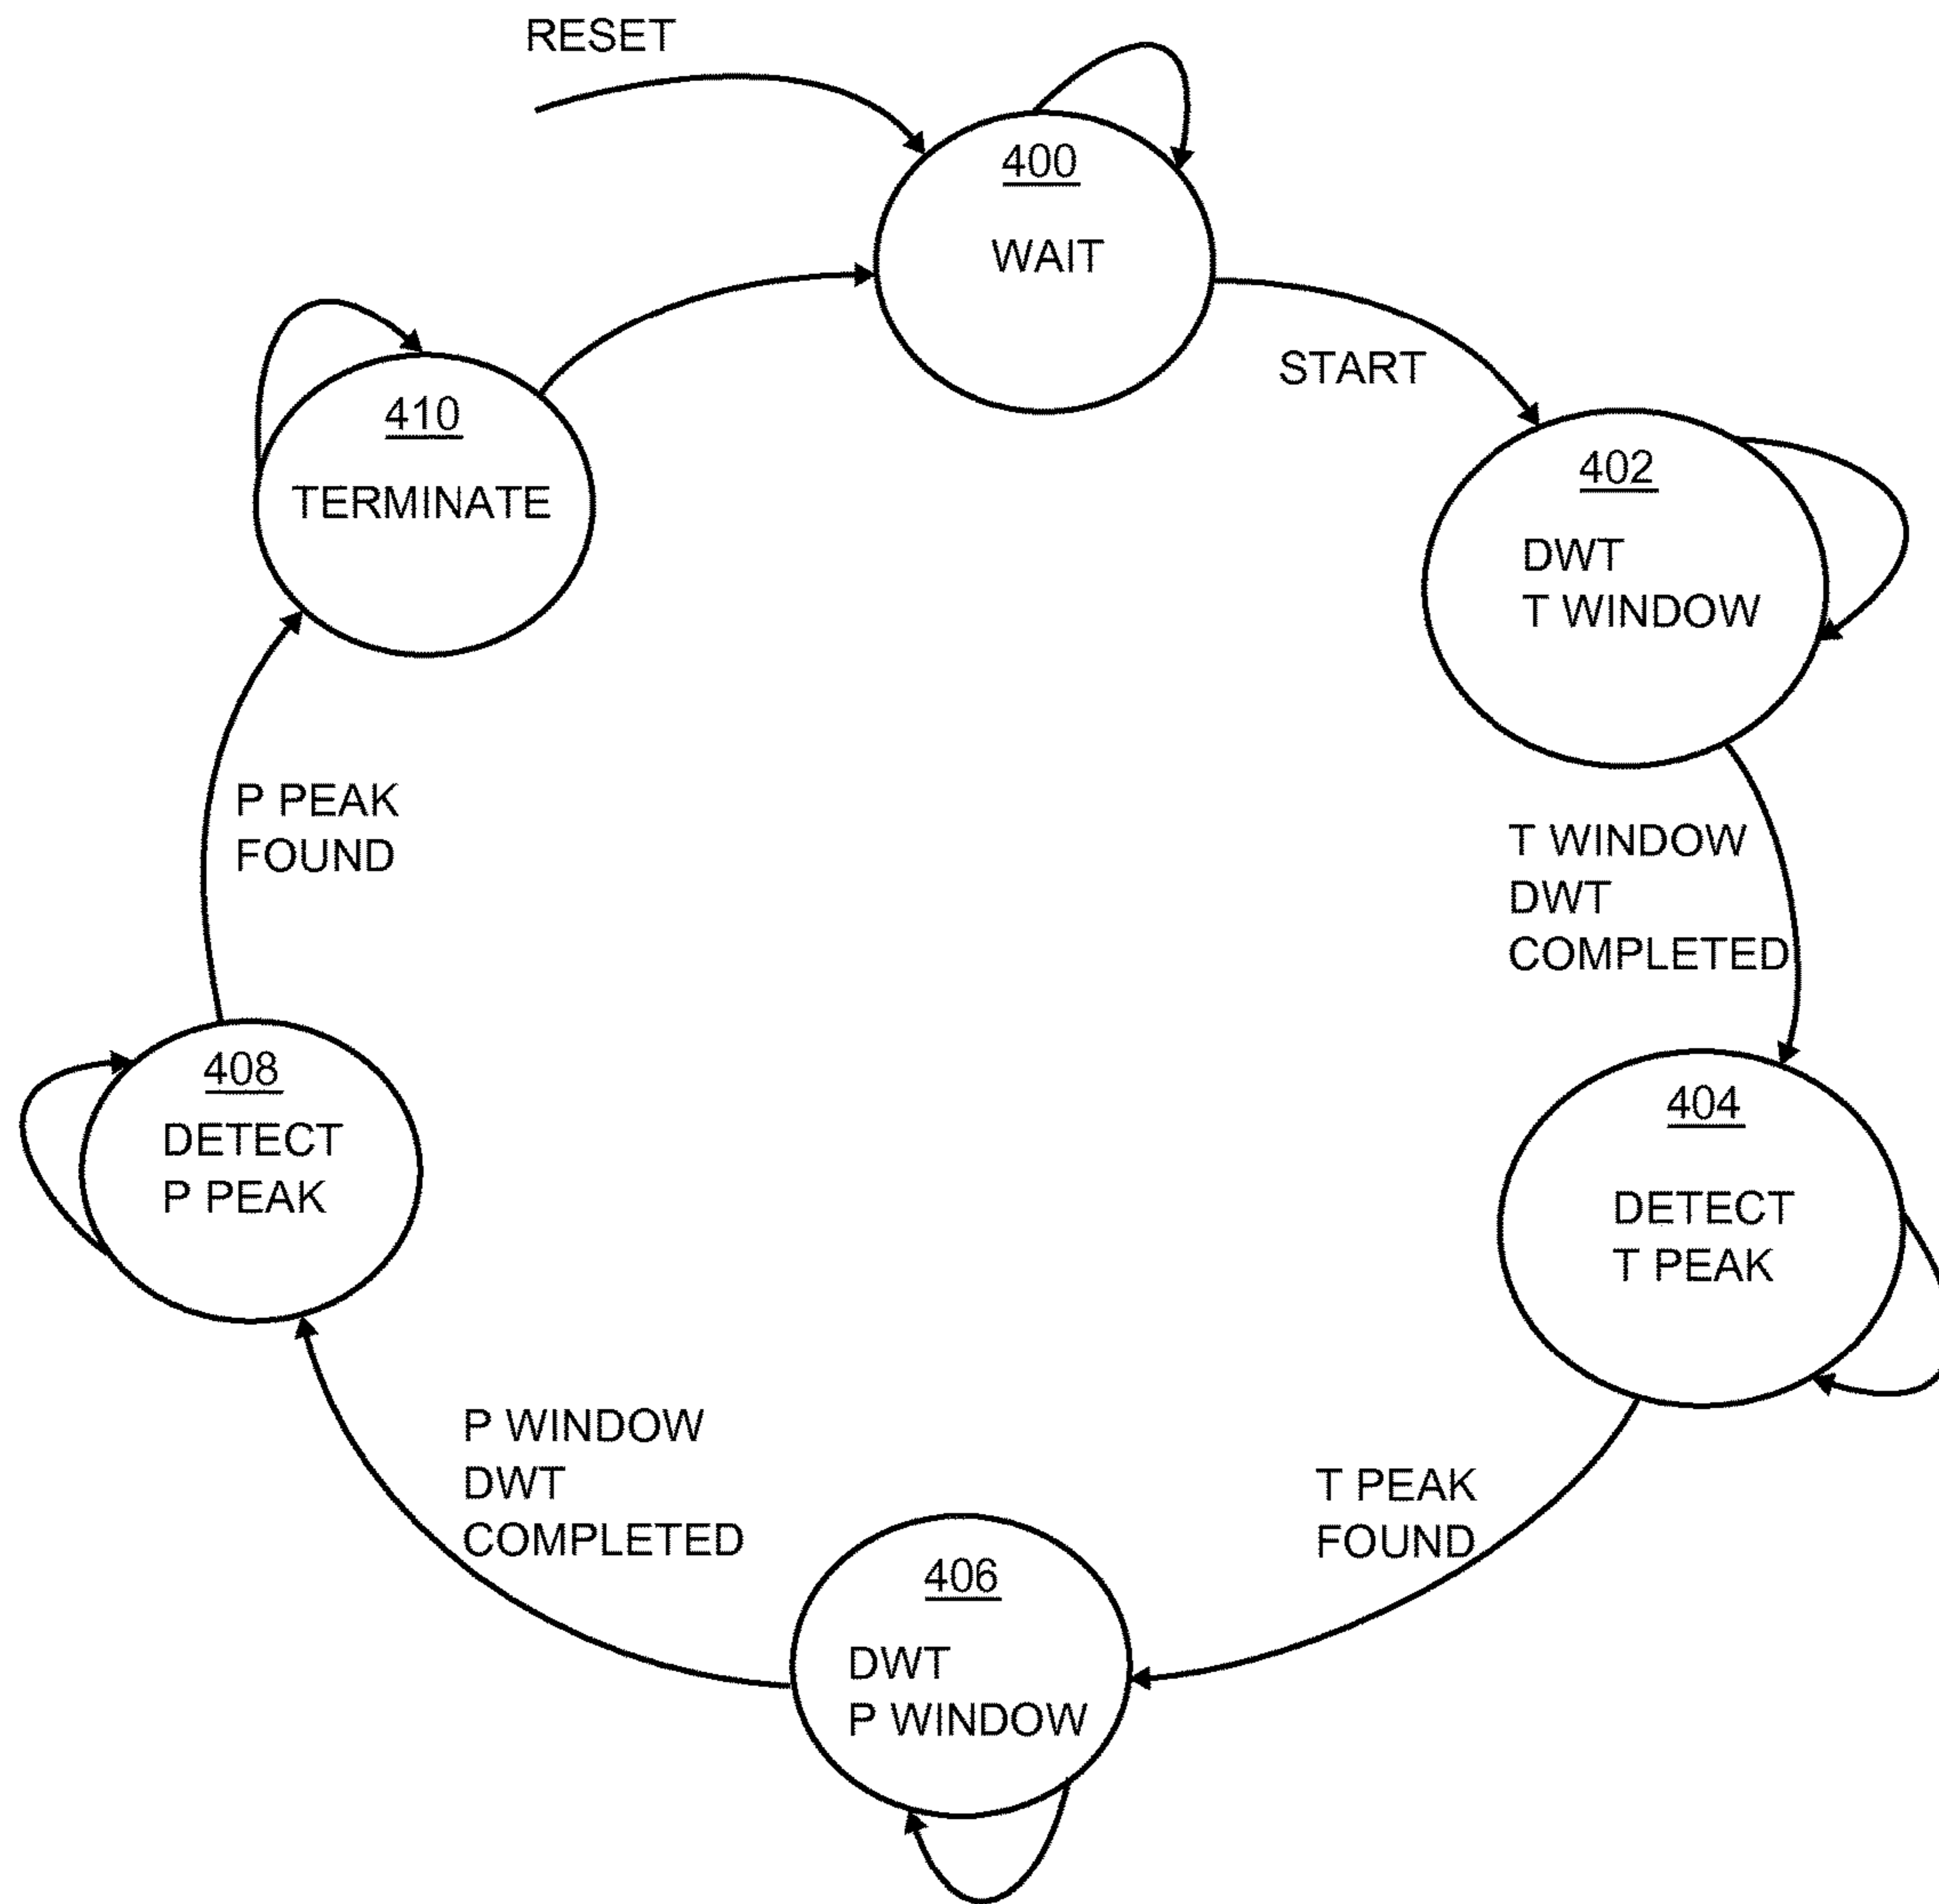 RESET
400
WAIT
START
402
DWT
T WINDOW
T WINDOW
DWT
COMPLETED
404
DETECT
T PEAK
T PEAK
FOUND
406
DWT
P WINDOW
P WINDOW
DWT
COMPLETED
408
DETECT
P PEAK
P PEAK
FOUND
410
TERMINATE